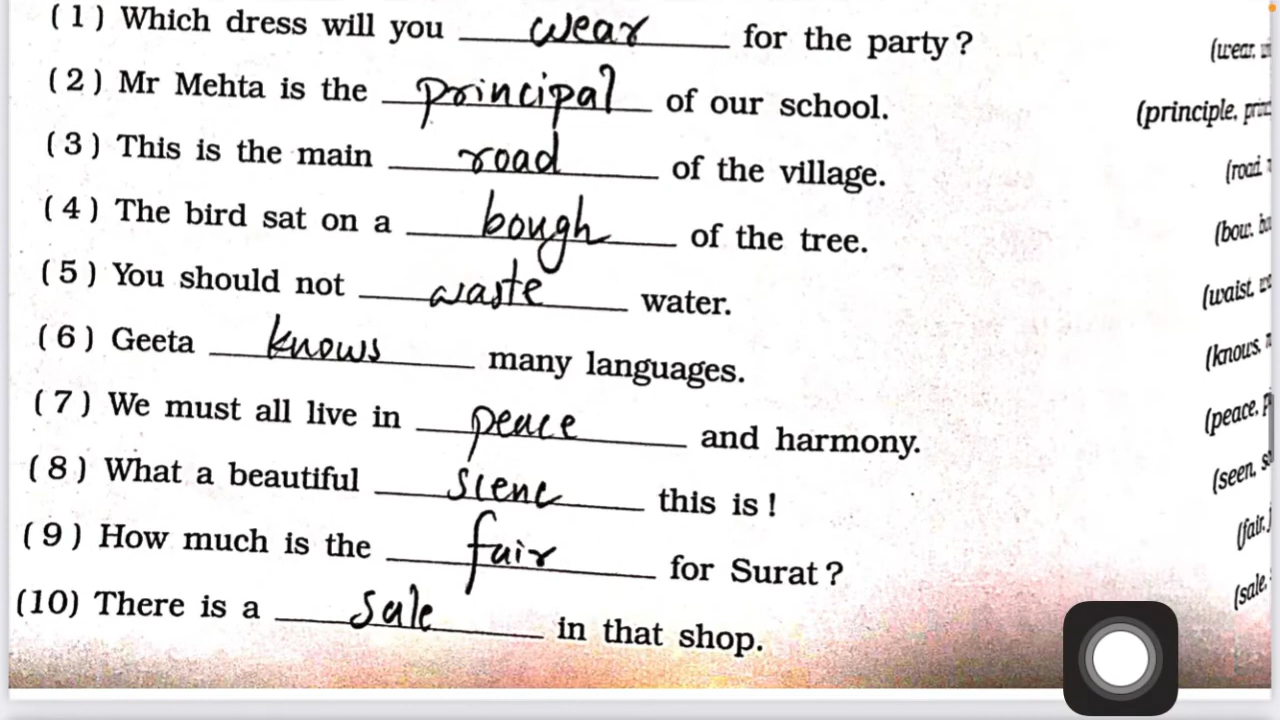 (1) Which dress will you wear for the party? (wear,
(2) Mr Mehta is the principal of our school. (principle,
(3) This is the main road of the village. (road,
(4) The bird sat on a bough of the tree. (bow,
(5) You should not waste water. (waist,
(6) Geeta knows many languages. (knows,
(7) We must all live in peace and harmony. (peace,
(8) What a beautiful scene this is! (seen,
(9) How much is the fair for Surat? (fair,
(10) There is a sale in that shop. (sale,